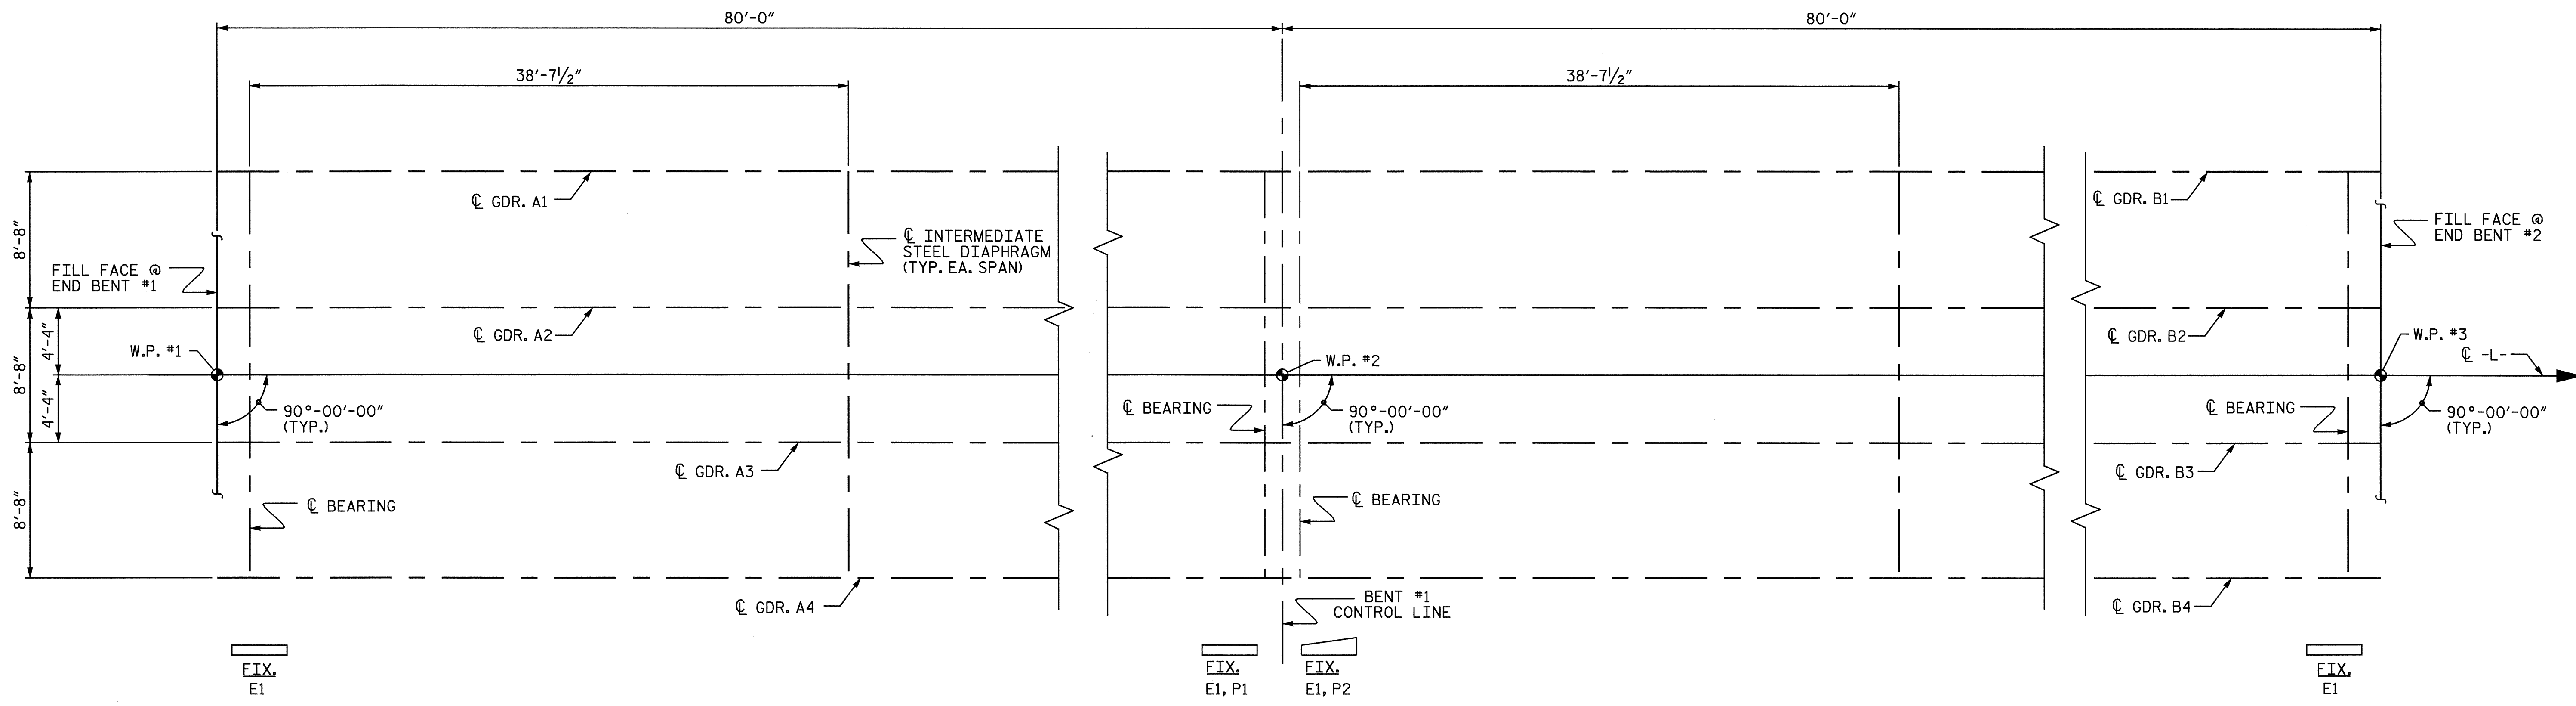 80'-0"
80'-0"
38'-7 1/2"
38'-7 1/2"
℄ GDR. A1
℄ GDR. B1
8'-8"
℄ INTERMEDIATE
STEEL DIAPHRAGM
(TYP. EA. SPAN)
FILL FACE @
END BENT #2
FILL FACE @
END BENT #1
℄ GDR. A2
℄ GDR. B2
8'-8"
4'-4"
4'-4"
W.P. #1
W.P. #2
W.P. #3
℄ -L-
90°-00'-00"
(TYP.)
℄ BEARING
90°-00'-00"
(TYP.)
℄ BEARING
90°-00'-00"
(TYP.)
℄ GDR. A3
℄ GDR. B3
8'-8"
℄ BEARING
℄ BEARING
℄ GDR. A4
BENT #1
CONTROL LINE
℄ GDR. B4
FIX.
E1
FIX.
E1, P1
FIX.
E1, P2
FIX.
E1